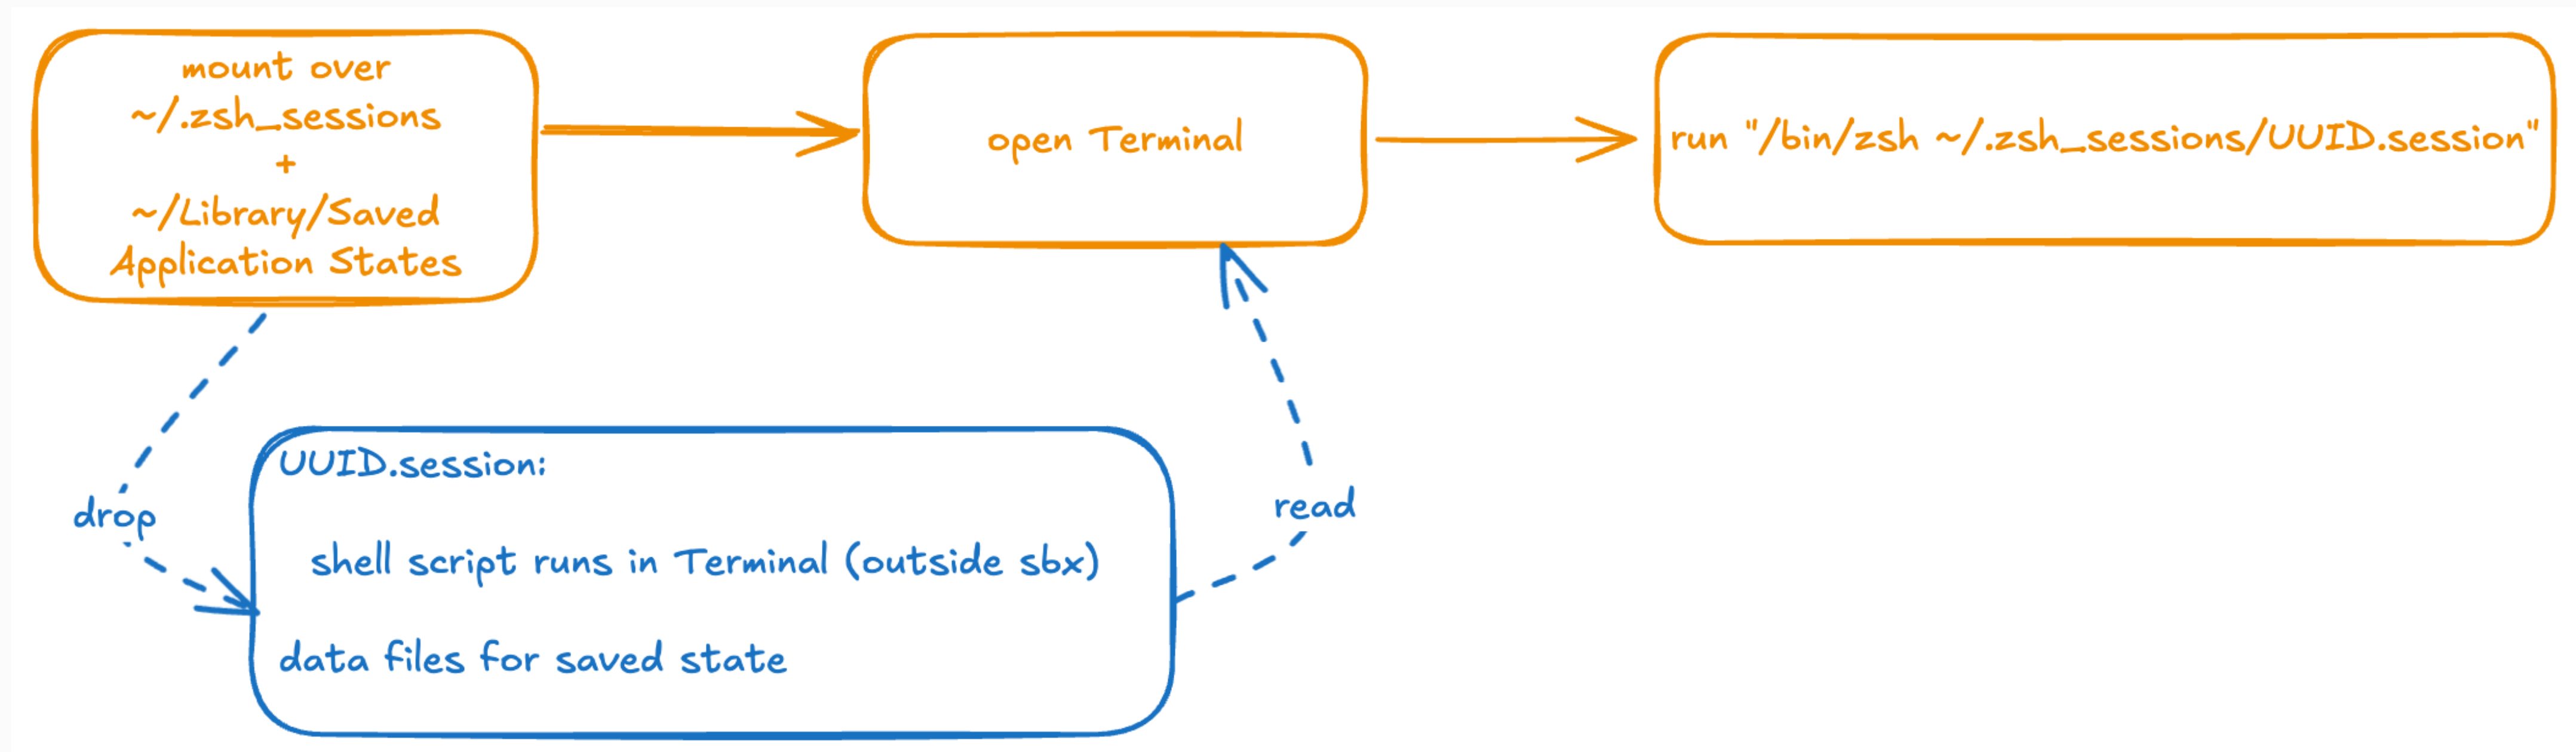 mount over
~/.zsh_sessions
+
~/Library/Saved
Application States
open Terminal
run "/bin/zsh ~/.zsh_sessions/UUID.session"
drop
UUID.session:
shell script runs in Terminal (outside sbx)
data files for saved state
read